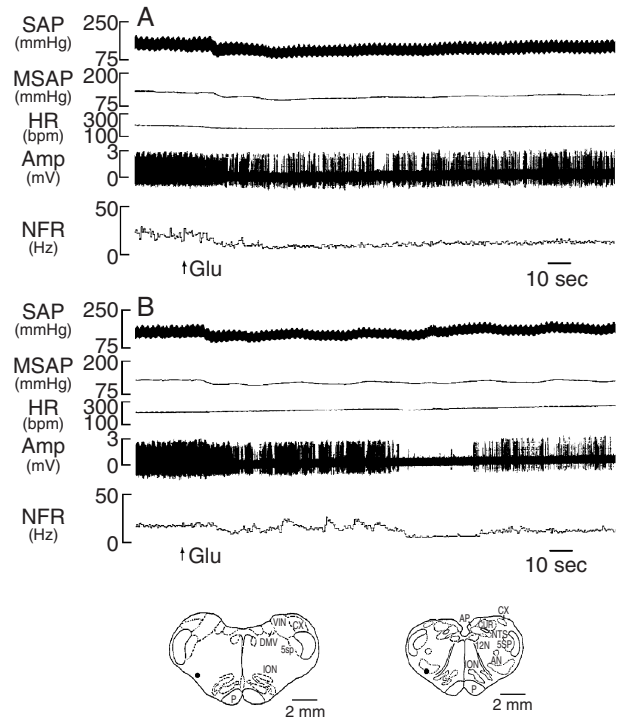 A
SAP
(mmHg)
250
75
MSAP
(mmHg)
200
75
HR
(bpm)
300
100
Amp
(mV)
3
0
NFR
(Hz)
50
0
↑Glu
10 sec
B
SAP
(mmHg)
250
75
MSAP
(mmHg)
200
75
HR
(bpm)
300
100
Amp
(mV)
3
0
NFR
(Hz)
50
0
↑Glu
10 sec
VIN
CX
DMV
5sp
ION
P
2 mm
AP
CX
CUR
NTS
12N
5SP
ION
AN
P
2 mm